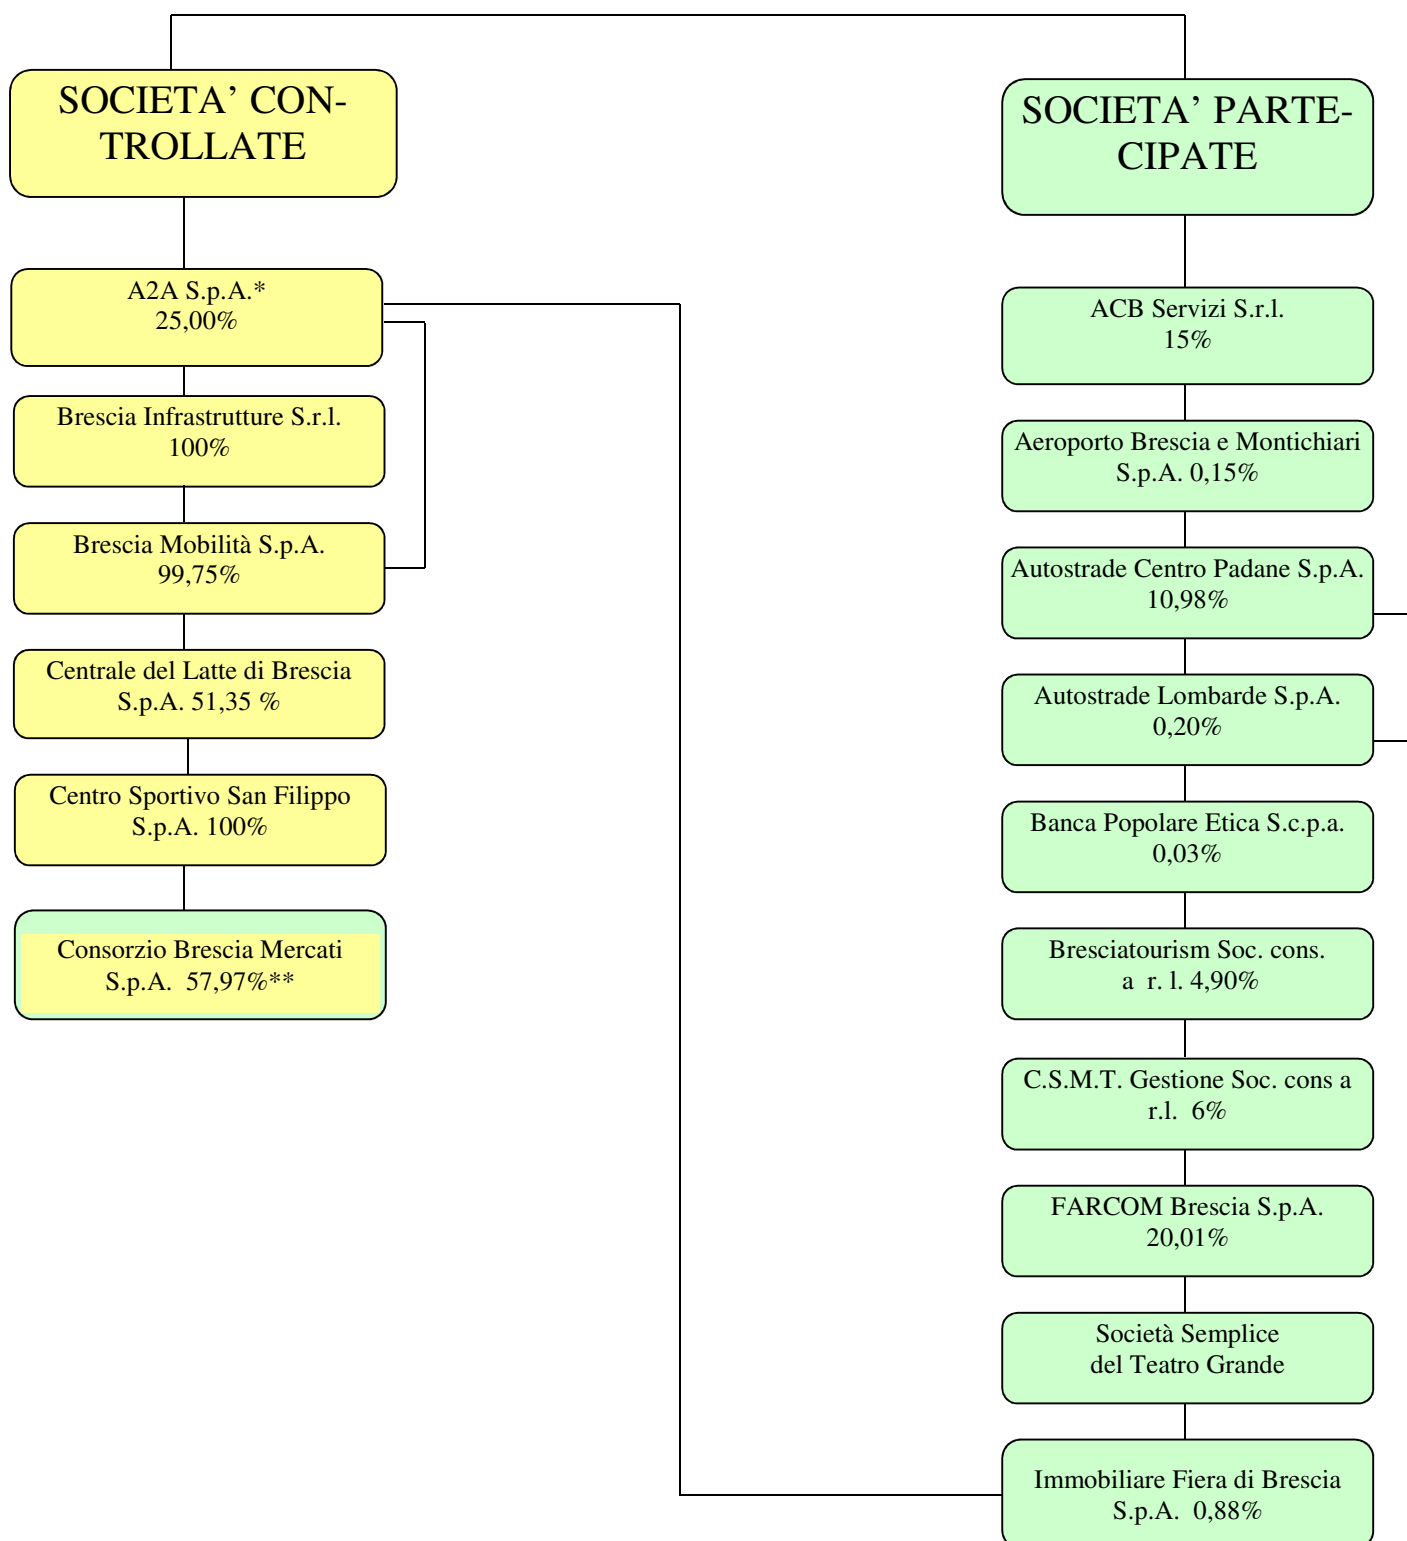 SOCIETA’ CON-
TROLLATE
A2A S.p.A.*
25,00%
Brescia Infrastrutture S.r.l.
100%
Brescia Mobilità S.p.A.
99,75%
Centrale del Latte di Brescia
S.p.A. 51,35 %
Centro Sportivo San Filippo
S.p.A. 100%
Consorzio Brescia Mercati
S.p.A. 57,97%**
SOCIETA’ PARTE-
CIPATE
ACB Servizi S.r.l.
15%
Aeroporto Brescia e Montichiari
S.p.A. 0,15%
Autostrade Centro Padane S.p.A.
10,98%
Autostrade Lombarde S.p.A.
0,20%
Banca Popolare Etica S.c.p.a.
0,03%
Bresciatourism Soc. cons.
a r. l. 4,90%
C.S.M.T. Gestione Soc. cons a
r.l. 6%
FARCOM Brescia S.p.A.
20,01%
Società Semplice
del Teatro Grande
Immobiliare Fiera di Brescia
S.p.A. 0,88%